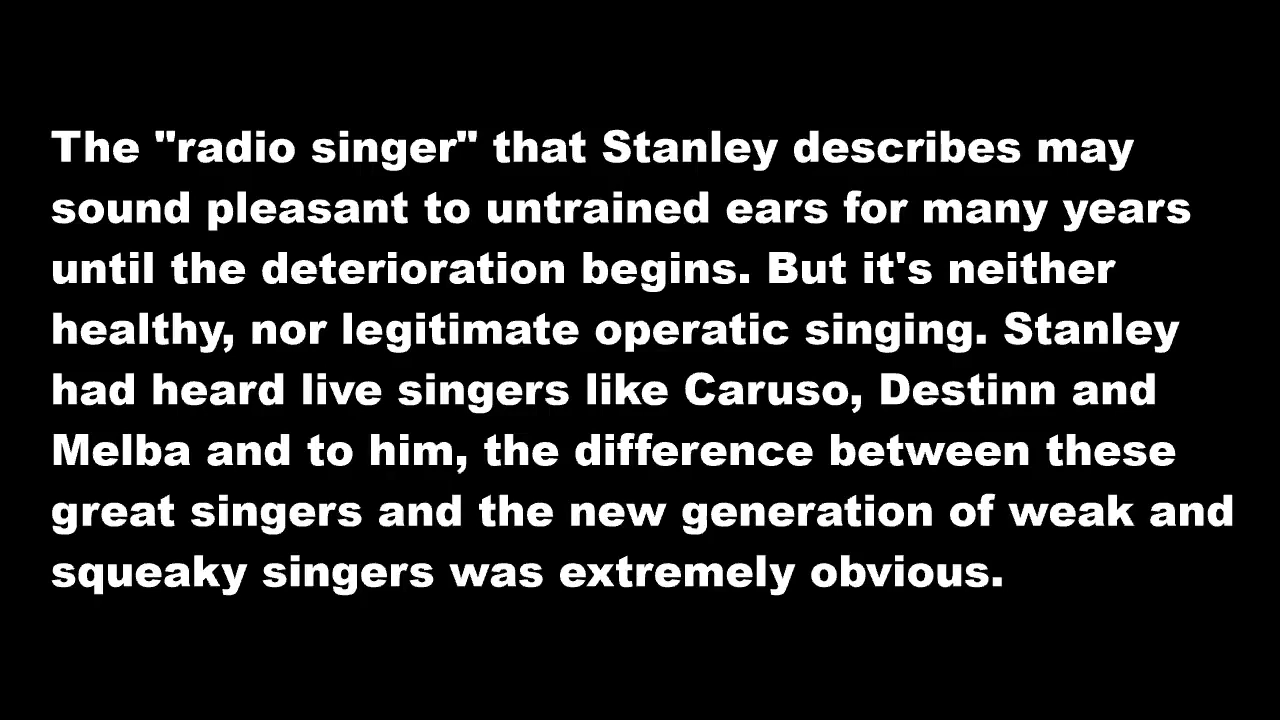 The "radio singer" that Stanley describes may
sound pleasant to untrained ears for many years
until the deterioration begins. But it's neither
healthy, nor legitimate operatic singing. Stanley
had heard live singers like Caruso, Destinn and
Melba and to him, the difference between these
great singers and the new generation of weak and
squeaky singers was extremely obvious.